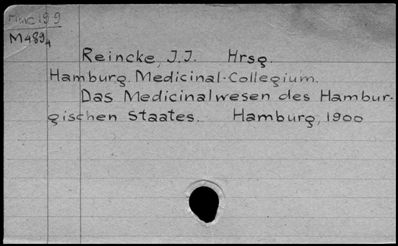 M489
Reincke, J.J. Hrsg.
Hamburg. Medicinal-Collegium.
Das Medicinalwesen des Hambur-
gischen Staates. Hamburg, 1900